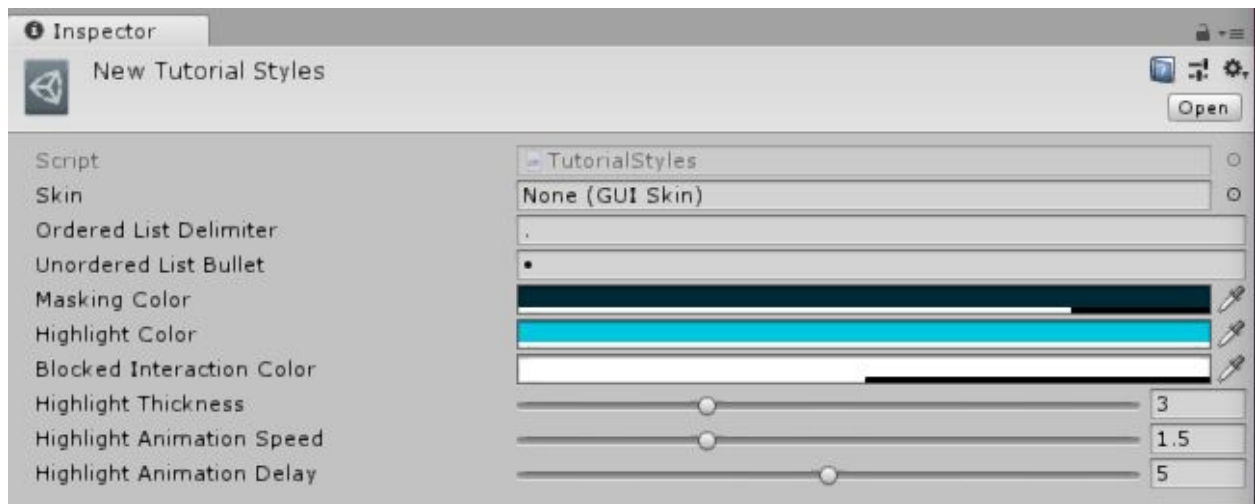 Inspector
New Tutorial Styles
Open
Script TutorialStyles
Skin None (GUI Skin)
Ordered List Delimiter .
Unordered List Bullet •
Masking Color
Highlight Color
Blocked Interaction Color
Highlight Thickness 3
Highlight Animation Speed 1.5
Highlight Animation Delay 5